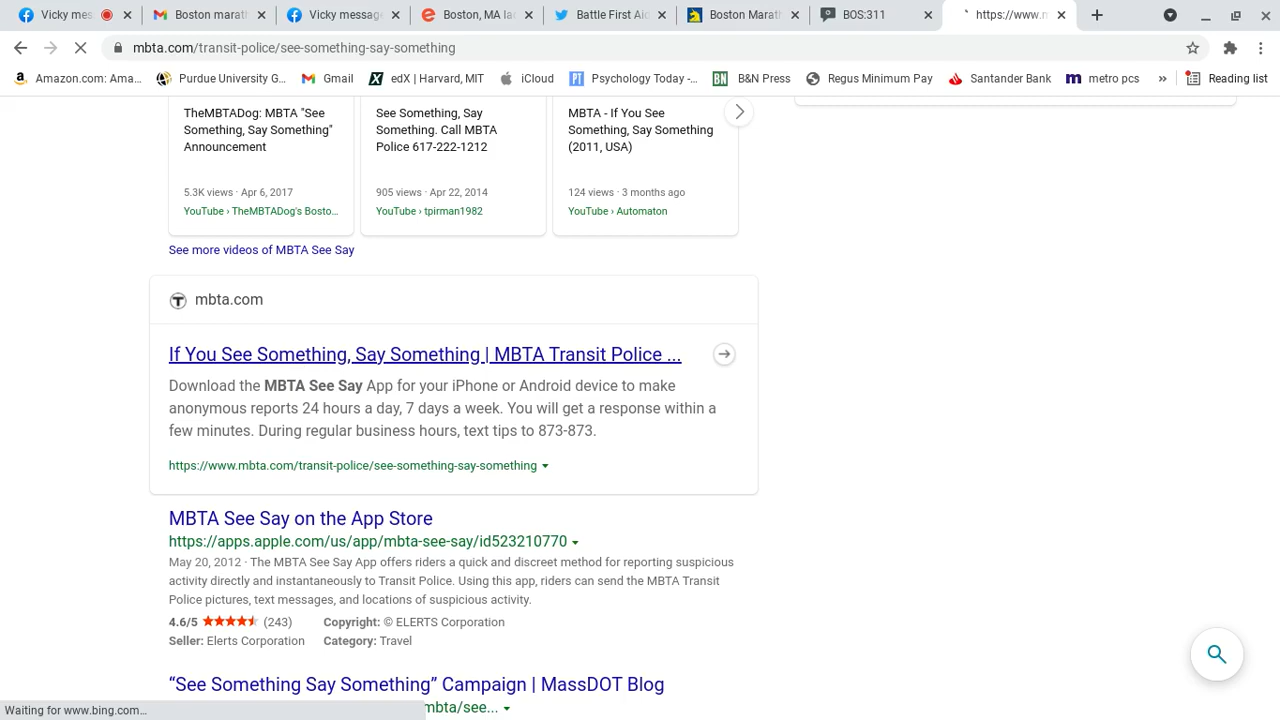 Vicky mes
Boston marat
Vicky message
Boston, MA la
Battle First Aid
Boston Marat
BOS:311
https://www.m
mbta.com/transit-police/see-something-say-something
Amazon.com: Ama...
Purdue University G...
Gmail
edX | Harvard, MIT
iCloud
Psychology Today -...
B&N Press
Regus Minimum Pay
Santander Bank
metro pcs
»
Reading list
TheMBTADog: MBTA "See
Something, Say Something"
Announcement
5.3K views · Apr 6, 2017
YouTube › TheMBTADog's Bosto...
See Something, Say
Something. Call MBTA
Police 617-222-1212
905 views · Apr 22, 2014
YouTube › tpirman1982
MBTA - If You See
Something, Say Something
(2011, USA)
124 views · 3 months ago
YouTube › Automaton
See more videos of MBTA See Say
mbta.com
If You See Something, Say Something | MBTA Transit Police ...
Download the MBTA See Say App for your iPhone or Android device to make
anonymous reports 24 hours a day, 7 days a week. You will get a response within a
few minutes. During regular business hours, text tips to 873-873.
https://www.mbta.com/transit-police/see-something-say-something
MBTA See Say on the App Store
https://apps.apple.com/us/app/mbta-see-say/id523210770
May 20, 2012 · The MBTA See Say App offers riders a quick and discreet method for reporting suspicious
activity directly and instantaneously to Transit Police. Using this app, riders can send the MBTA Transit
Police pictures, text messages, and locations of suspicious activity.
4.6/5 (243) Copyright: © ELERTS Corporation
Seller: Elerts Corporation Category: Travel
“See Something Say Something” Campaign | MassDOT Blog
mbta/see...
Waiting for www.bing.com...